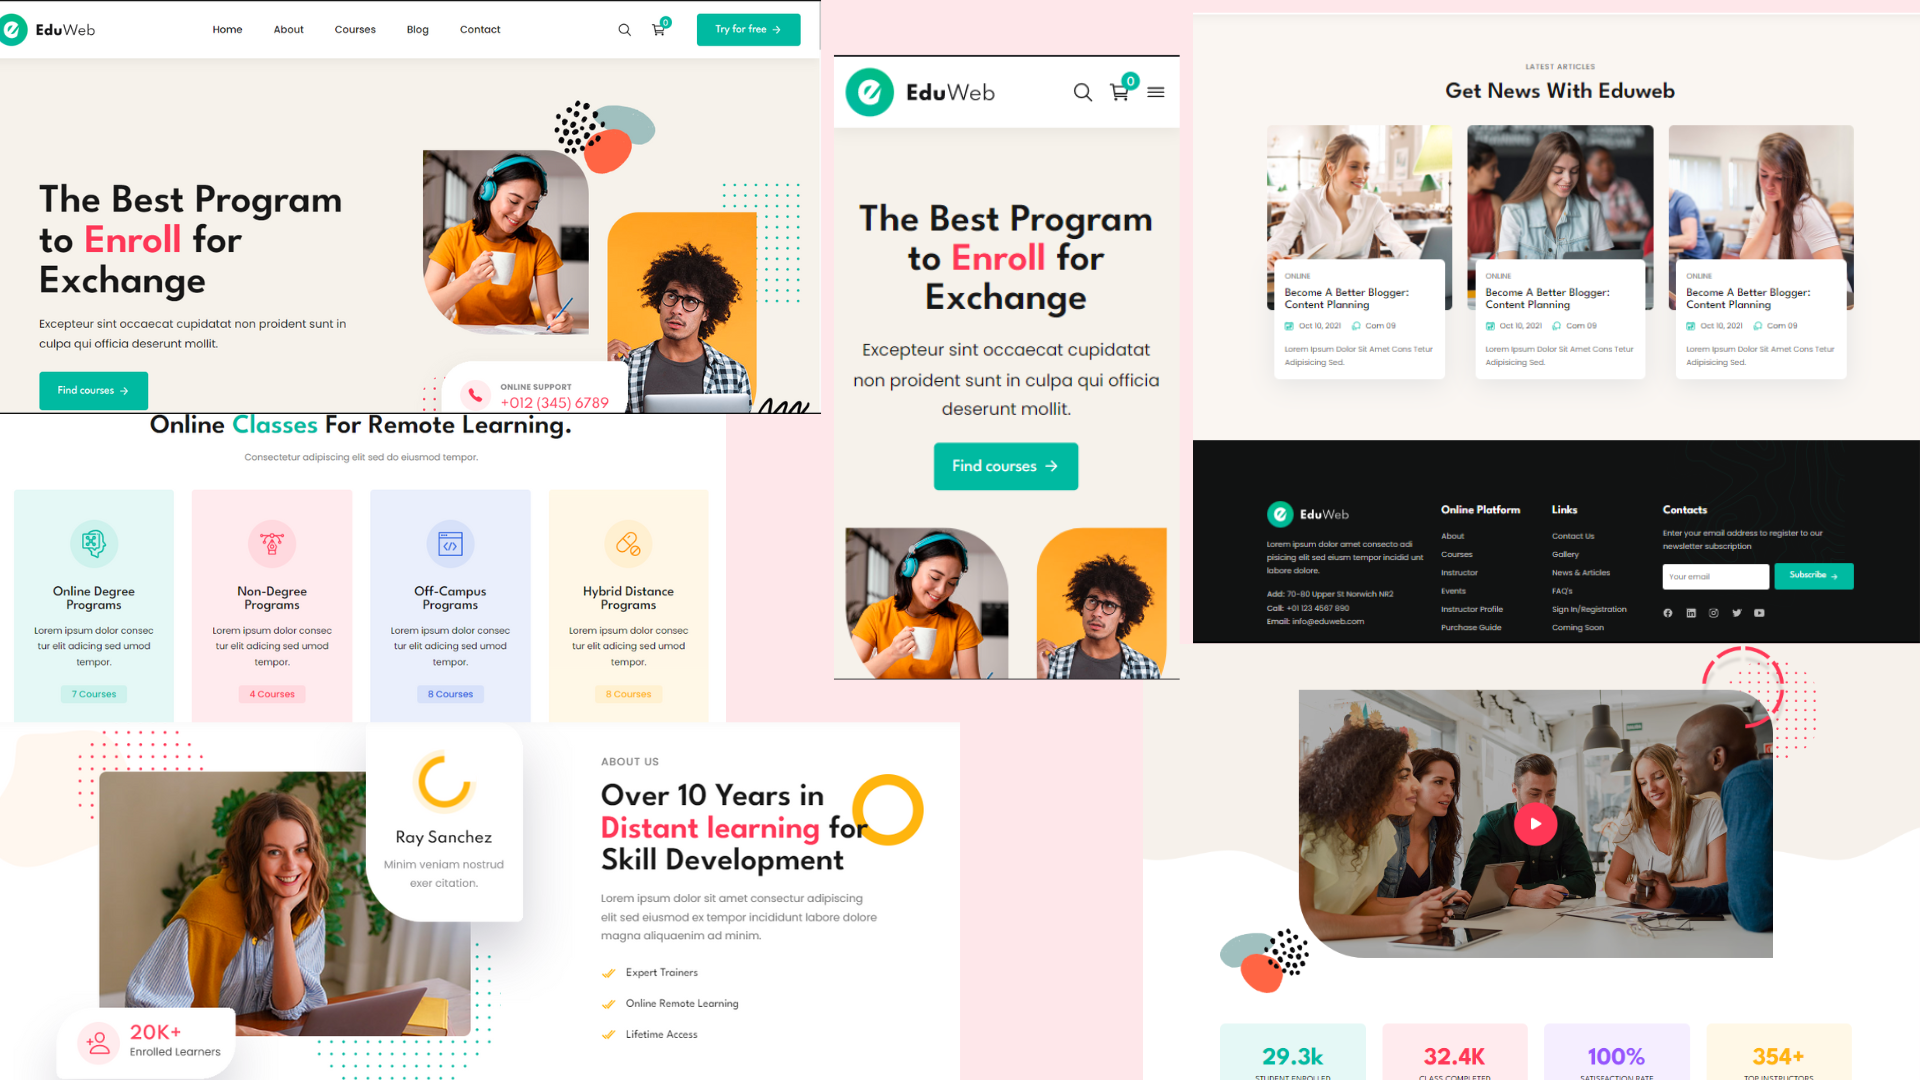 EduWeb
Home About Courses Blog Contact
0
Try for free →
The Best Program
to Enroll for
Exchange
Excepteur sint occaecat cupidatat non proident sunt in
culpa qui officia deserunt mollit.
Find courses →
ONLINE SUPPORT
+012 (345) 6789
Online Classes For Remote Learning.
Consectetur adipiscing elit sed do eiusmod tempor.
Online Degree
Programs
Lorem ipsum dolor consec
tur elit adicing sed umod
tempor.
7 Courses
Non-Degree
Programs
Lorem ipsum dolor consec
tur elit adicing sed umod
tempor.
4 Courses
Off-Campus
Programs
Lorem ipsum dolor consec
tur elit adicing sed umod
tempor.
8 Courses
Hybrid Distance
Programs
Lorem ipsum dolor consec
tur elit adicing sed umod
tempor.
8 Courses
Ray Sanchez
Minim veniam nostrud
exer citation.
20K+
Enrolled Learners
ABOUT US
Over 10 Years in
Distant learning for
Skill Development
Lorem ipsum dolor sit amet consectur adipiscing
elit sed eiusmod ex tempor incididunt labore dolore
magna aliquaenim ad minim.
Expert Trainers
Online Remote Learning
Lifetime Access
EduWeb
0
The Best Program
to Enroll for
Exchange
Excepteur sint occaecat cupidatat
non proident sunt in culpa qui officia
deserunt mollit.
Find courses →
LATEST ARTICLES
Get News With Eduweb
ONLINE
Become A Better Blogger:
Content Planning
Oct 10, 2021 Com 09
Lorem Ipsum Dolor Sit Amet Cons Tetur
Adipisicing Sed.
ONLINE
Become A Better Blogger:
Content Planning
Oct 10, 2021 Com 09
Lorem Ipsum Dolor Sit Amet Cons Tetur
Adipisicing Sed.
ONLINE
Become A Better Blogger:
Content Planning
Oct 10, 2021 Com 09
Lorem Ipsum Dolor Sit Amet Cons Tetur
Adipisicing Sed.
EduWeb
Lorem ipsum dolor amet consecto adi
pisicing elit sed eiusm tempor incidid unt
labore dolore.
Add: 70-80 Upper St Norwich NR2
Call: +01 123 4567 890
Email: info@eduweb.com
Online Platform
About
Courses
Instructor
Events
Instructor Profile
Purchase Guide
Links
Contact Us
Gallery
News & Articles
FAQ's
Sign In/Registration
Coming Soon
Contacts
Enter your email address to register to our
newsletter subscription
Your email
Subscribe →
29.3k
STUDENT ENROLLED
32.4K
CLASS COMPLETED
100%
SATISFACTION RATE
354+
TOP INSTRUCTORS